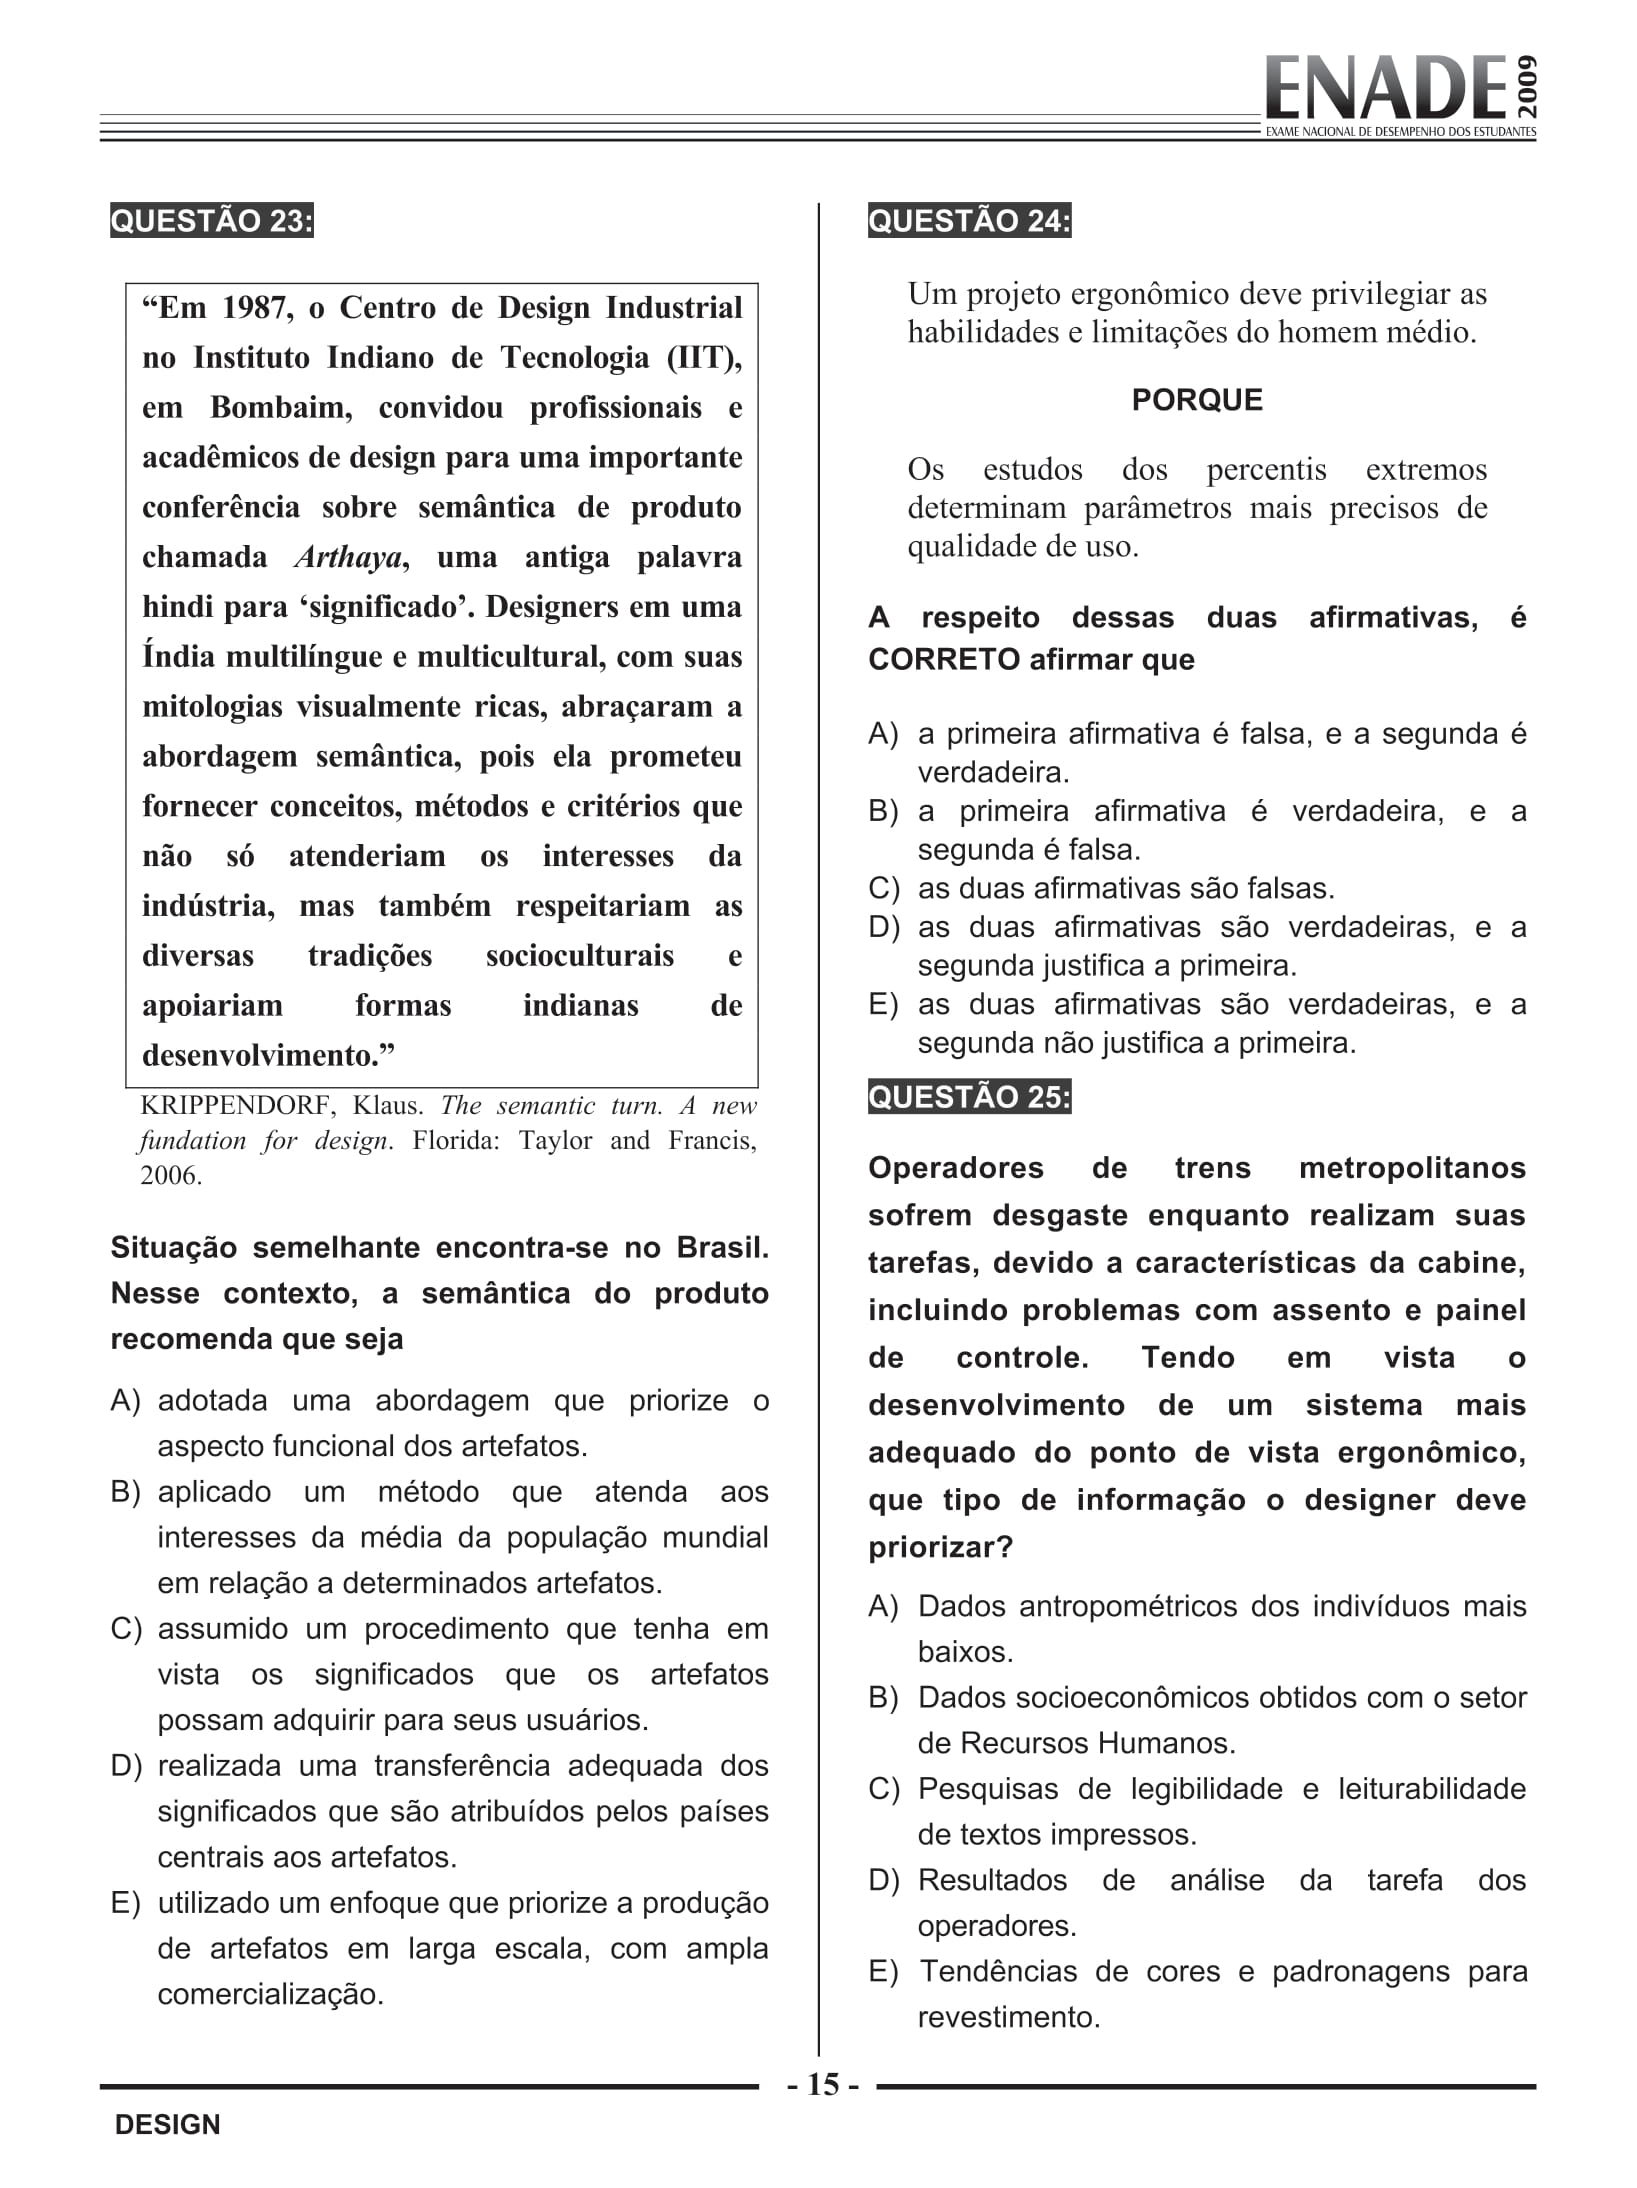 ENADE 2009
EXAME NACIONAL DE DESEMPENHO DOS ESTUDANTES
QUESTÃO 23:
“Em 1987, o Centro de Design Industrial
no Instituto Indiano de Tecnologia (IIT),
em Bombaim, convidou profissionais e
acadêmicos de design para uma importante
conferência sobre semântica de produto
chamada Arthaya, uma antiga palavra
hindi para ‘significado’. Designers em uma
Índia multilíngue e multicultural, com suas
mitologias visualmente ricas, abraçaram a
abordagem semântica, pois ela prometeu
fornecer conceitos, métodos e critérios que
não só atenderiam os interesses da
indústria, mas também respeitariam as
diversas tradições socioculturais e
apoiariam formas indianas de
desenvolvimento.”
KRIPPENDORF, Klaus. The semantic turn. A new
fundation for design. Florida: Taylor and Francis,
2006.
Situação semelhante encontra-se no Brasil.
Nesse contexto, a semântica do produto
recomenda que seja
A) adotada uma abordagem que priorize o
aspecto funcional dos artefatos.
B) aplicado um método que atenda aos
interesses da média da população mundial
em relação a determinados artefatos.
C) assumido um procedimento que tenha em
vista os significados que os artefatos
possam adquirir para seus usuários.
D) realizada uma transferência adequada dos
significados que são atribuídos pelos países
centrais aos artefatos.
E) utilizado um enfoque que priorize a produção
de artefatos em larga escala, com ampla
comercialização.
QUESTÃO 24:
Um projeto ergonômico deve privilegiar as
habilidades e limitações do homem médio.
PORQUE
Os estudos dos percentis extremos
determinam parâmetros mais precisos de
qualidade de uso.
A respeito dessas duas afirmativas, é
CORRETO afirmar que
A) a primeira afirmativa é falsa, e a segunda é
verdadeira.
B) a primeira afirmativa é verdadeira, e a
segunda é falsa.
C) as duas afirmativas são falsas.
D) as duas afirmativas são verdadeiras, e a
segunda justifica a primeira.
E) as duas afirmativas são verdadeiras, e a
segunda não justifica a primeira.
QUESTÃO 25:
Operadores de trens metropolitanos
sofrem desgaste enquanto realizam suas
tarefas, devido a características da cabine,
incluindo problemas com assento e painel
de controle. Tendo em vista o
desenvolvimento de um sistema mais
adequado do ponto de vista ergonômico,
que tipo de informação o designer deve
priorizar?
A) Dados antropométricos dos indivíduos mais
baixos.
B) Dados socioeconômicos obtidos com o setor
de Recursos Humanos.
C) Pesquisas de legibilidade e leiturabilidade
de textos impressos.
D) Resultados de análise da tarefa dos
operadores.
E) Tendências de cores e padronagens para
revestimento.
- 15 -
DESIGN